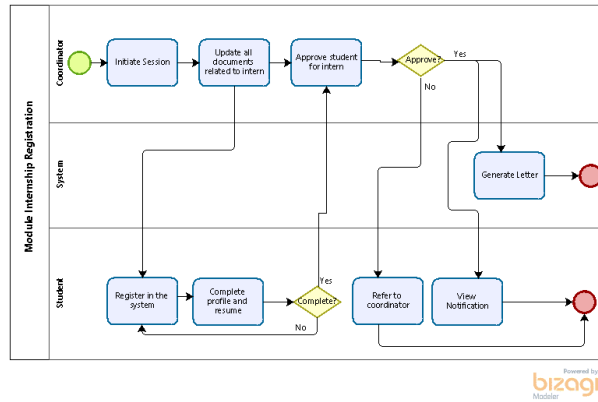 Module Internship Registration
Coordinator
Initiate Session
Update all
documents
related to intern
Approve student
for intern
Approve?
Yes
No
System
Generate Letter
Student
Register in the
system
Complete
profile and
resume
Complete?
Yes
No
Refer to
coordinator
View
Notification
Powered by
bizagi
Modeler